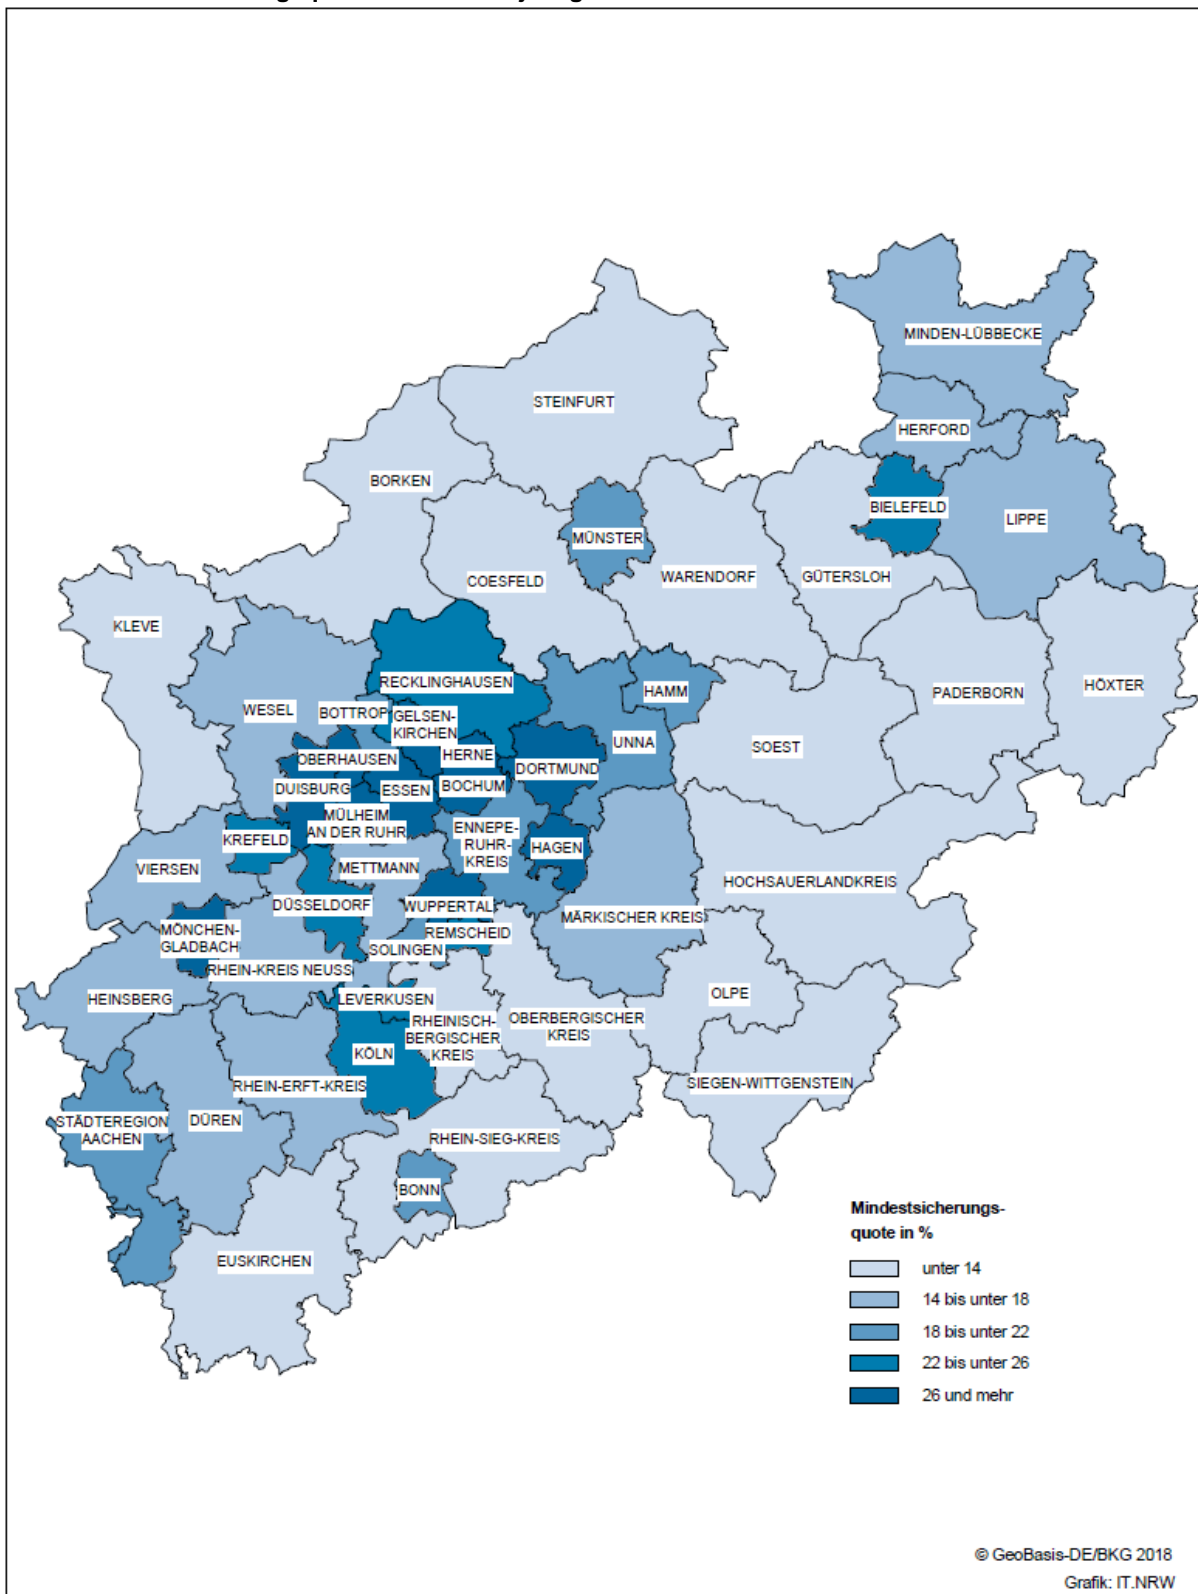 MINDEN-LÜBBECKE
STEINFURT
HERFORD
BORKEN
BIELEFELD
LIPPE
MÜNSTER
COESFELD
WARENDORF
GÜTERSLOH
KLEVE
RECKLINGHAUSEN
HAMM
PADERBORN
HÖXTER
WESEL
BOTTROP
GELSEN-
KIRCHEN
UNNA
SOEST
OBERHAUSEN
HERNE
DORTMUND
DUISBURG
ESSEN
BOCHUM
MÜLHEIM
AN DER RUHR
KREFELD
ENNEPE-
RUHR-
KREIS
HAGEN
VIERSEN
METTMANN
HOCHSAUERLANDKREIS
DÜSSELDORF
WUPPERTAL
MÄRKISCHER KREIS
MÖNCHEN-
GLADBACH
REMSCHEID
SOLINGEN
RHEIN-KREIS NEUSS
HEINSBERG
LEVERKUSEN
OLPE
RHEINISCH-
BERGISCHER
KREIS
OBERBERGISCHER
KREIS
KÖLN
RHEIN-ERFT-KREIS
SIEGEN-WITTGENSTEIN
STÄDTEREGION
AACHEN
DÜREN
RHEIN-SIEG-KREIS
BONN
EUSKIRCHEN
Mindestsicherungs-
quote in %
unter 14
14 bis unter 18
18 bis unter 22
22 bis unter 26
26 und mehr
© GeoBasis-DE/BKG 2018
Grafik: IT.NRW